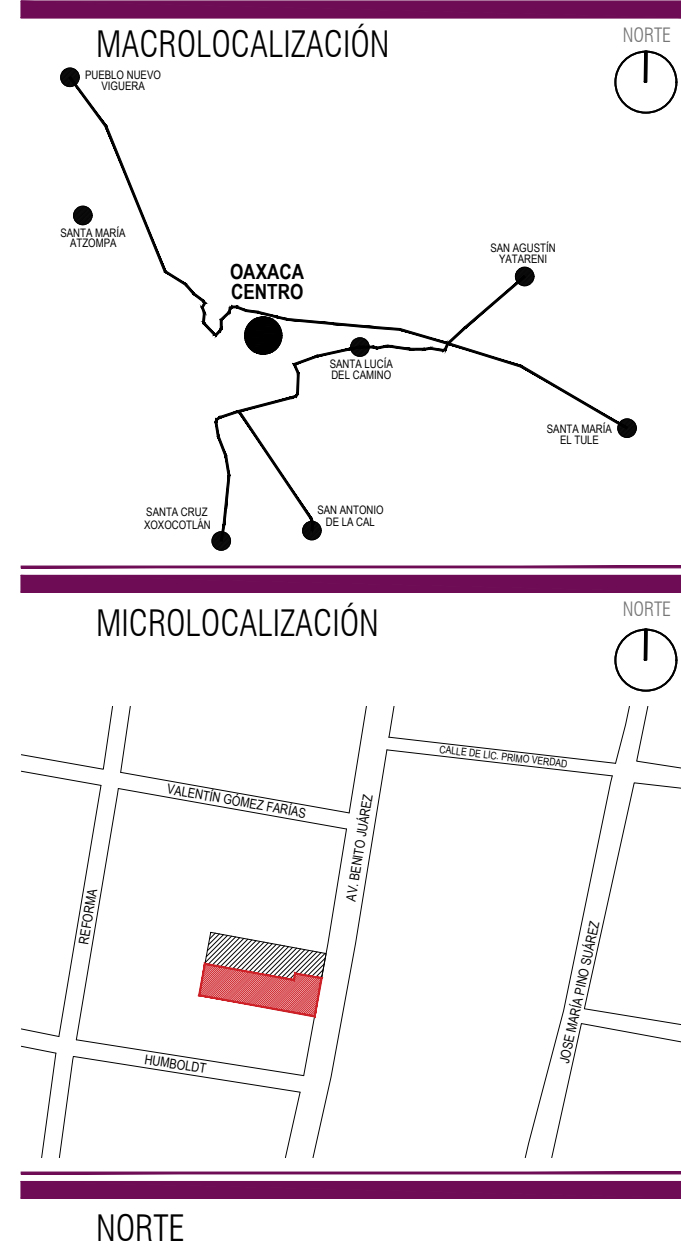 MACROLOCALIZACIÓN
NORTE
PUEBLO NUEVO
VIGUERA
SANTA MARÍA
ATZOMPA
SAN AGUSTÍN
YATARENI
OAXACA
CENTRO
SANTA LUCÍA
DEL CAMINO
SANTA MARÍA
EL TULE
SANTA CRUZ
XOXOCOTLÁN
SAN ANTONIO
DE LA CAL
MICROLOCALIZACIÓN
NORTE
CALLE DE LIC. PRIMO VERDAD
VALENTÍN GÓMEZ FARÍAS
AV. BENITO JUÁREZ
REFORMA
JOSE MARÍA PINO SUÁREZ
HUMBOLDT
NORTE